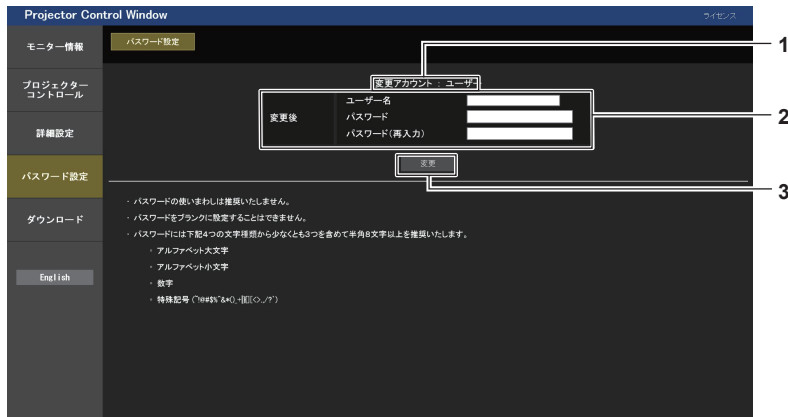 Projector Control Window
ライセンス
モニター情報
パスワード設定
1
プロジェクター
コントロール
変更アカウント : ユーザー
ユーザー名
変更後
パスワード
2
パスワード(再入力)
詳細設定
変更
パスワード設定
3
・ パスワードの使いまわしは推奨いたしません。
・ パスワードをブランクに設定することはできません。
・ パスワードには下記4つの文字種類から少なくとも3つを含めて半角8文字以上を推奨いたします。
・ アルファベット大文字
・ アルファベット小文字
・ 数字
・ 特殊記号
ダウンロード
English